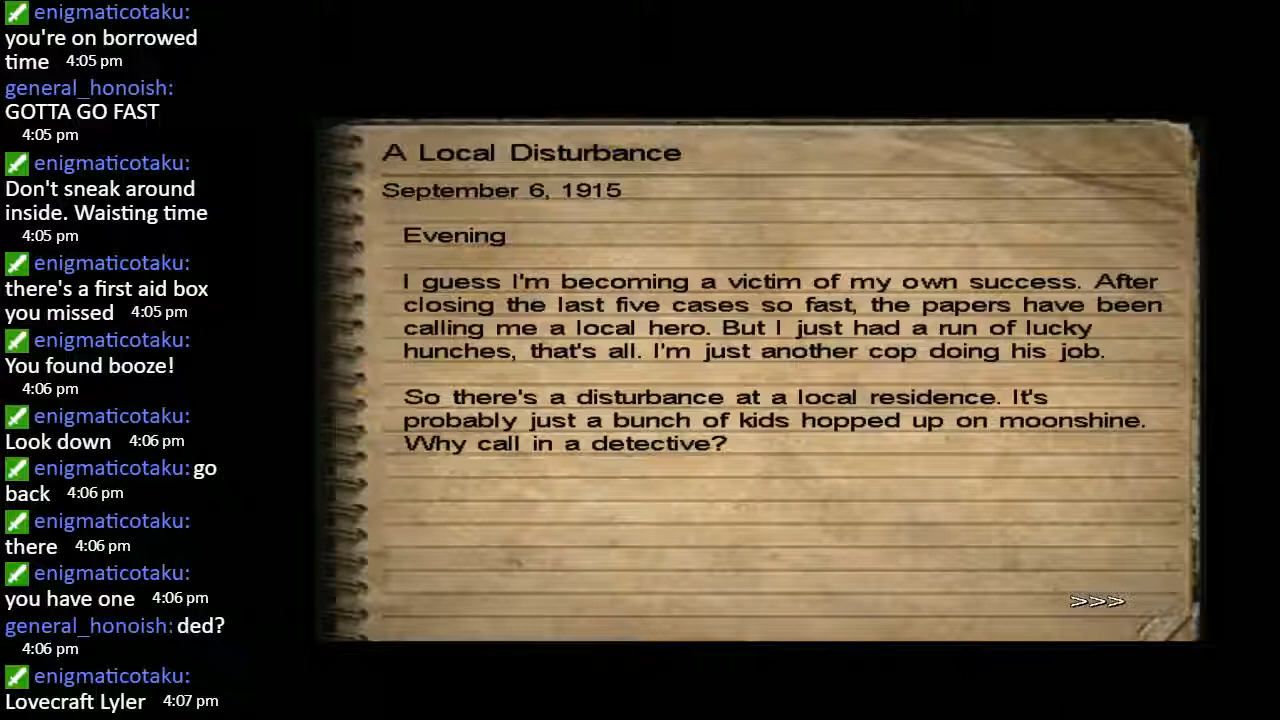 enigmaticotaku:
you're on borrowed
time 4:05 pm
general_honoish:
GOTTA GO FAST
4:05 pm
enigmaticotaku:
Don't sneak around
inside. Waisting time
4:05 pm
enigmaticotaku:
there's a first aid box
you missed 4:05 pm
enigmaticotaku:
You found booze!
4:06 pm
enigmaticotaku:
Look down 4:06 pm
enigmaticotaku: go
back 4:06 pm
enigmaticotaku:
there 4:06 pm
enigmaticotaku:
you have one 4:06 pm
general_honoish: ded?
4:06 pm
enigmaticotaku:
Lovecraft Lyler 4:07 pm
A Local Disturbance
September 6, 1915
Evening
I guess I'm becoming a victim of my own success. After
closing the last five cases so fast, the papers have been
calling me a local hero. But I just had a run of lucky
hunches, that's all. I'm just another cop doing his job.
So there's a disturbance at a local residence. It's
probably just a bunch of kids hopped up on moonshine.
Why call in a detective?
>>>